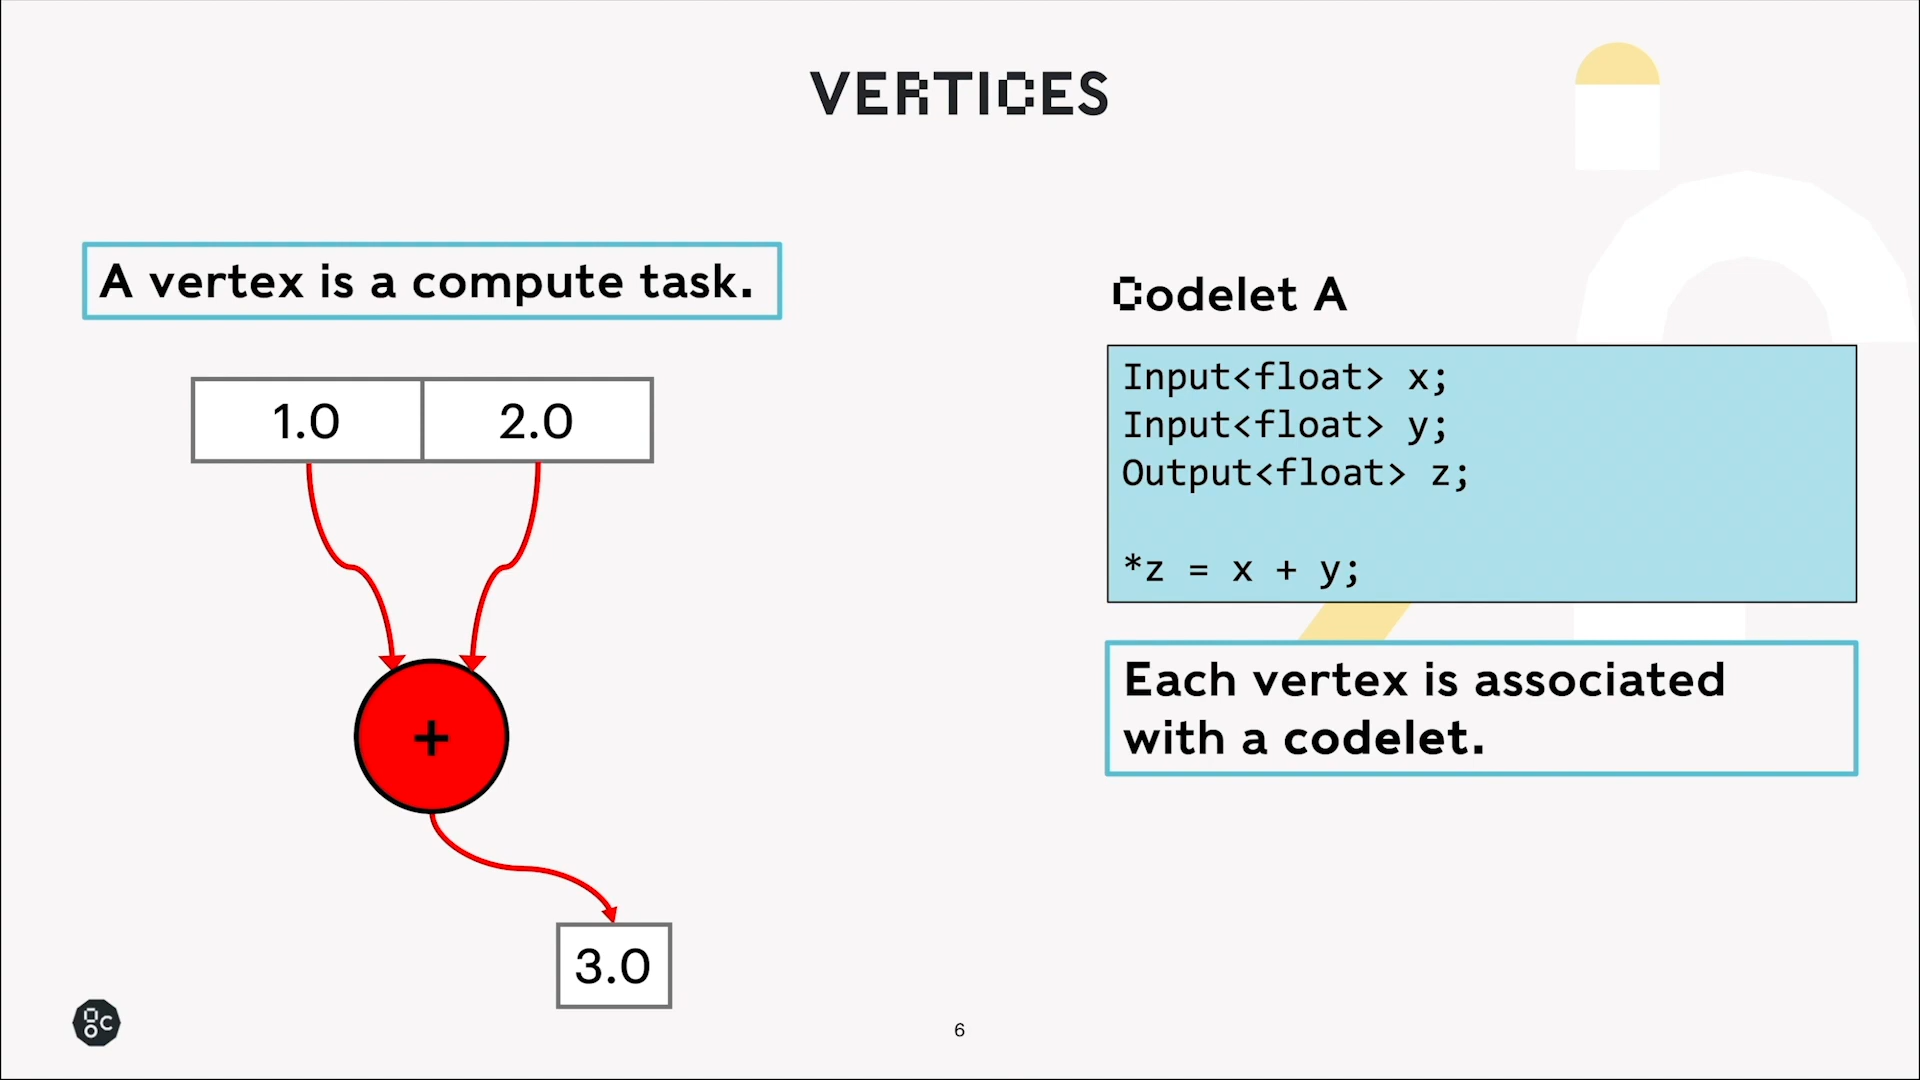 VERTICES
A vertex is a compute task.
1.0 2.0
+
3.0
Codelet A
Input<float> x;
Input<float> y;
Output<float> z;
*z = x + y;
Each vertex is associated
with a codelet.
gc
6